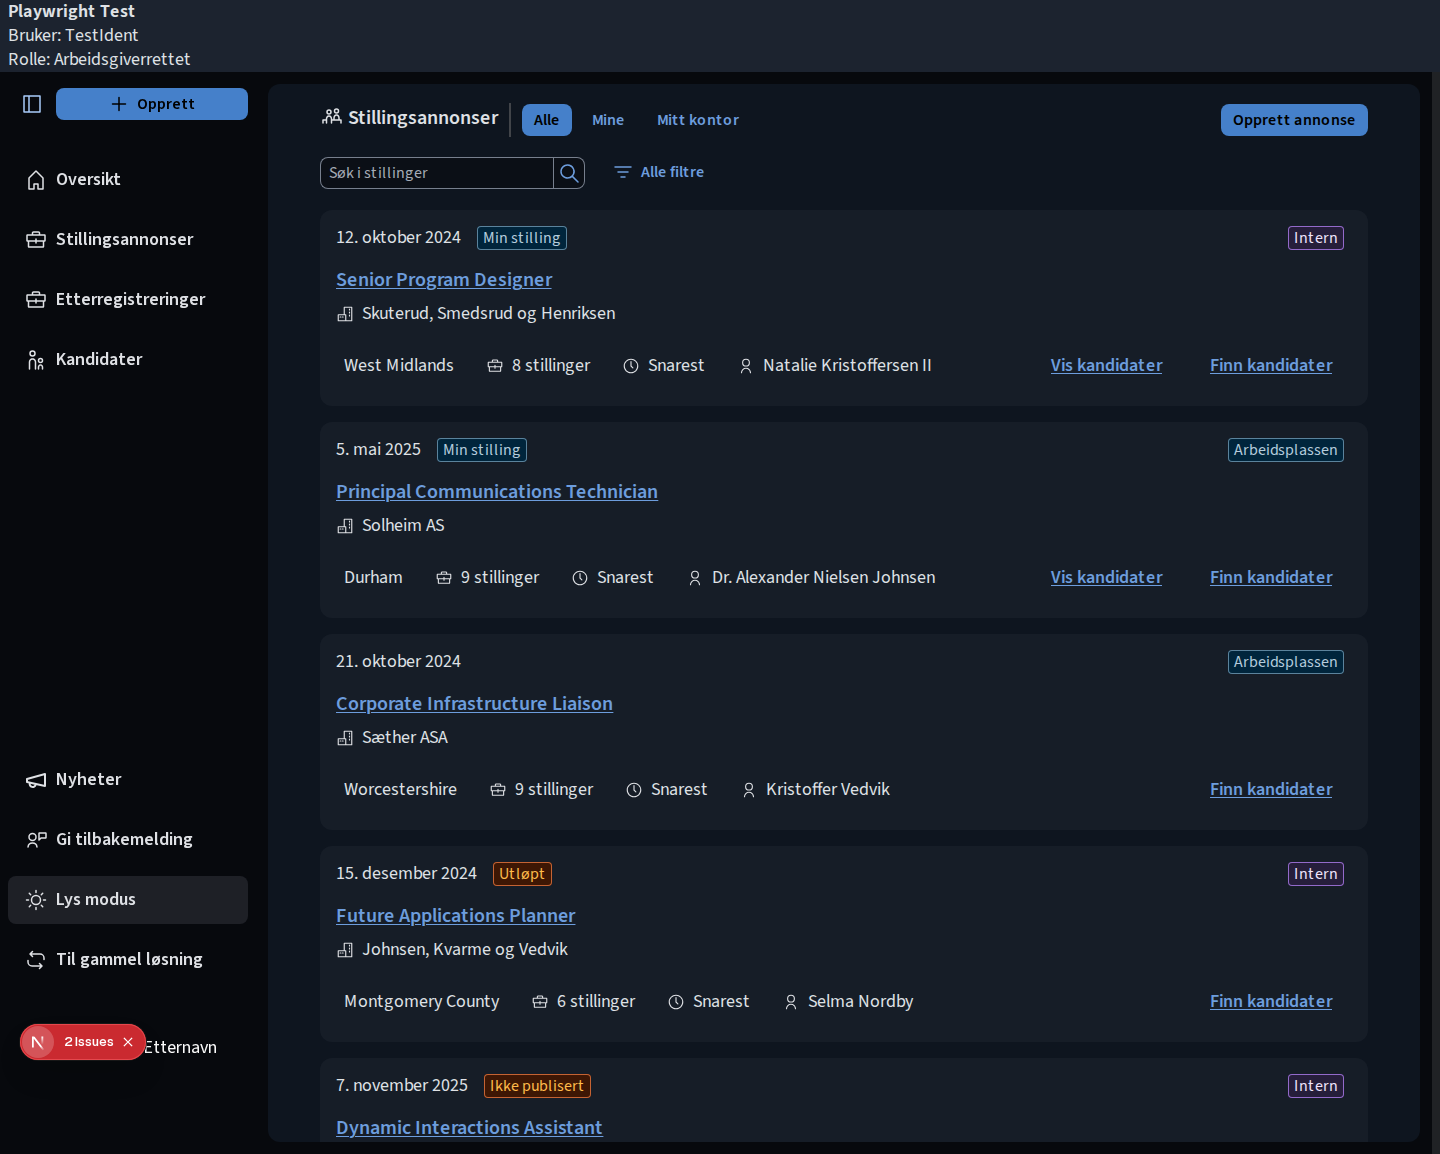 Playwright Test
Bruker: TestIdent
Rolle: Arbeidsgiverrettet
Opprett
Oversikt
Stillingsannonser
Etterregistreringer
Kandidater
Nyheter
Gi tilbakemelding
Lys modus
Til gammel løsning
2 Issues
Etternavn
Stillingsannonser
Alle Mine Mitt kontor
Opprett annonse
Søk i stillinger
Alle filtre
12. oktober 2024 Min stilling Intern
Senior Program Designer
Skuterud, Smedsrud og Henriksen
West Midlands 8 stillinger Snarest Natalie Kristoffersen II Vis kandidater Finn kandidater
5. mai 2025 Min stilling Arbeidsplassen
Principal Communications Technician
Solheim AS
Durham 9 stillinger Snarest Dr. Alexander Nielsen Johnsen Vis kandidater Finn kandidater
21. oktober 2024 Arbeidsplassen
Corporate Infrastructure Liaison
Sæther ASA
Worcestershire 9 stillinger Snarest Kristoffer Vedvik Finn kandidater
15. desember 2024 Utløpt Intern
Future Applications Planner
Johnsen, Kvarme og Vedvik
Montgomery County 6 stillinger Snarest Selma Nordby Finn kandidater
7. november 2025 Ikke publisert Intern
Dynamic Interactions Assistant